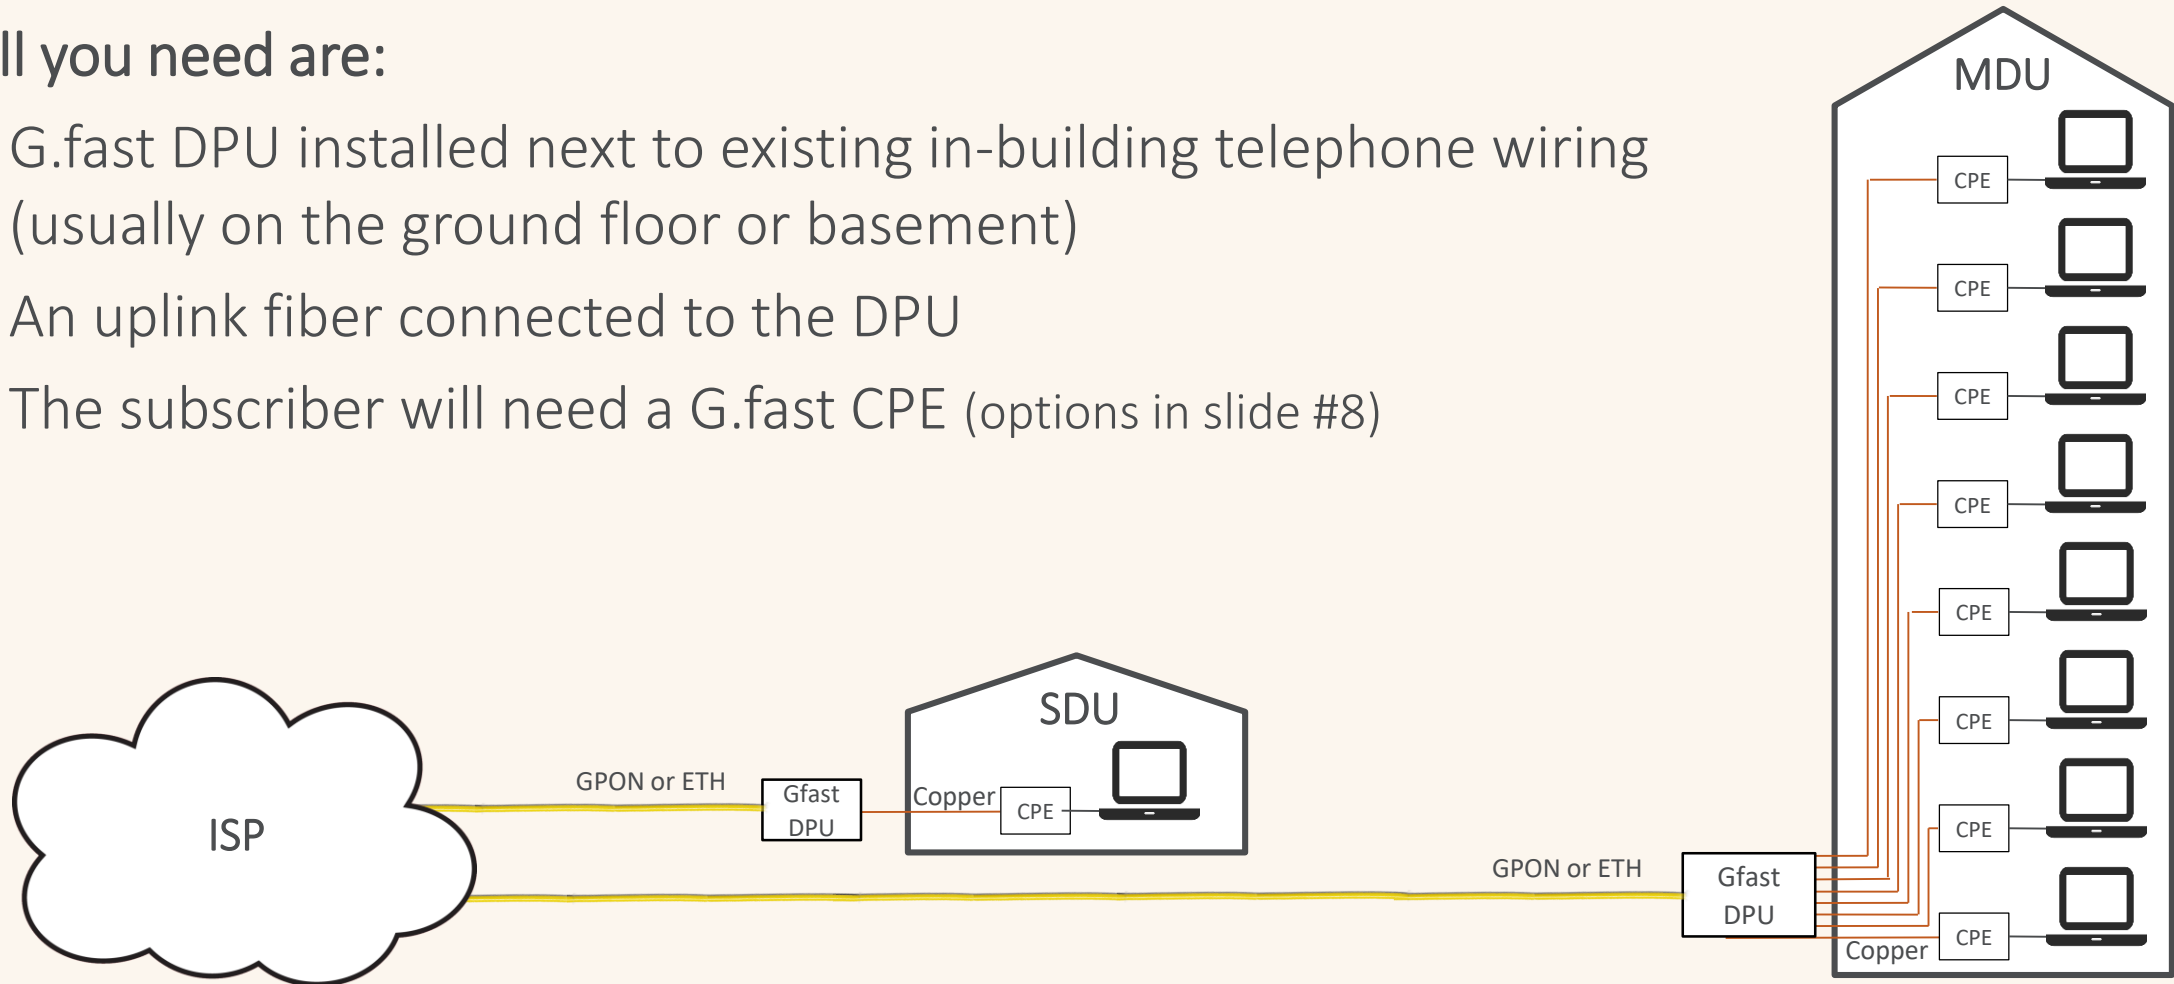 ll you need are:
G.fast DPU installed next to existing in-building telephone wiring
(usually on the ground floor or basement)
An uplink fiber connected to the DPU
The subscriber will need a G.fast CPE (options in slide #8)
MDU
CPE
CPE
CPE
CPE
CPE
CPE
CPE
CPE
Copper
SDU
Copper
CPE
GPON or ETH
Gfast
DPU
ISP
GPON or ETH
Gfast
DPU